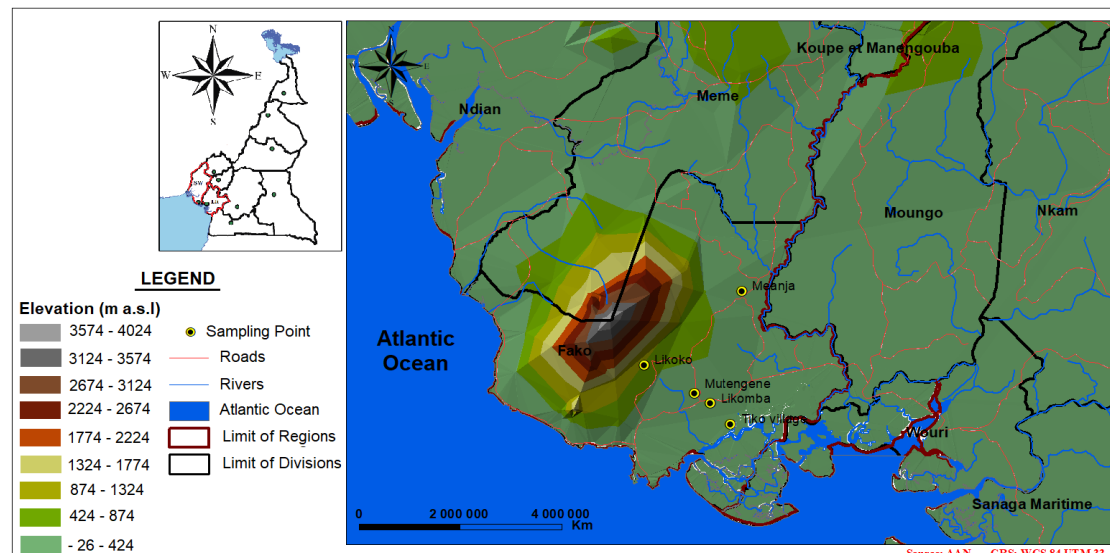 N
W
E
S
SW
Lit
LEGEND
Elevation (m a.s.l)
3574 - 4024
3124 - 3574
2674 - 3124
2224 - 2674
1774 - 2224
1324 - 1774
874 - 1324
424 - 874
- 26 - 424
Sampling Point
Roads
Rivers
Atlantic Ocean
Limit of Regions
Limit of Divisions
N
W
E
S
Koupe et Manengouba
Meme
Ndian
Moungo
Nkam
Meanja
Atlantic
Ocean
Fako
Likoko
Mutengene
Likomba
Tiko village
Wouri
Sanaga Maritime
0
2 000 000
4 000 000
Km